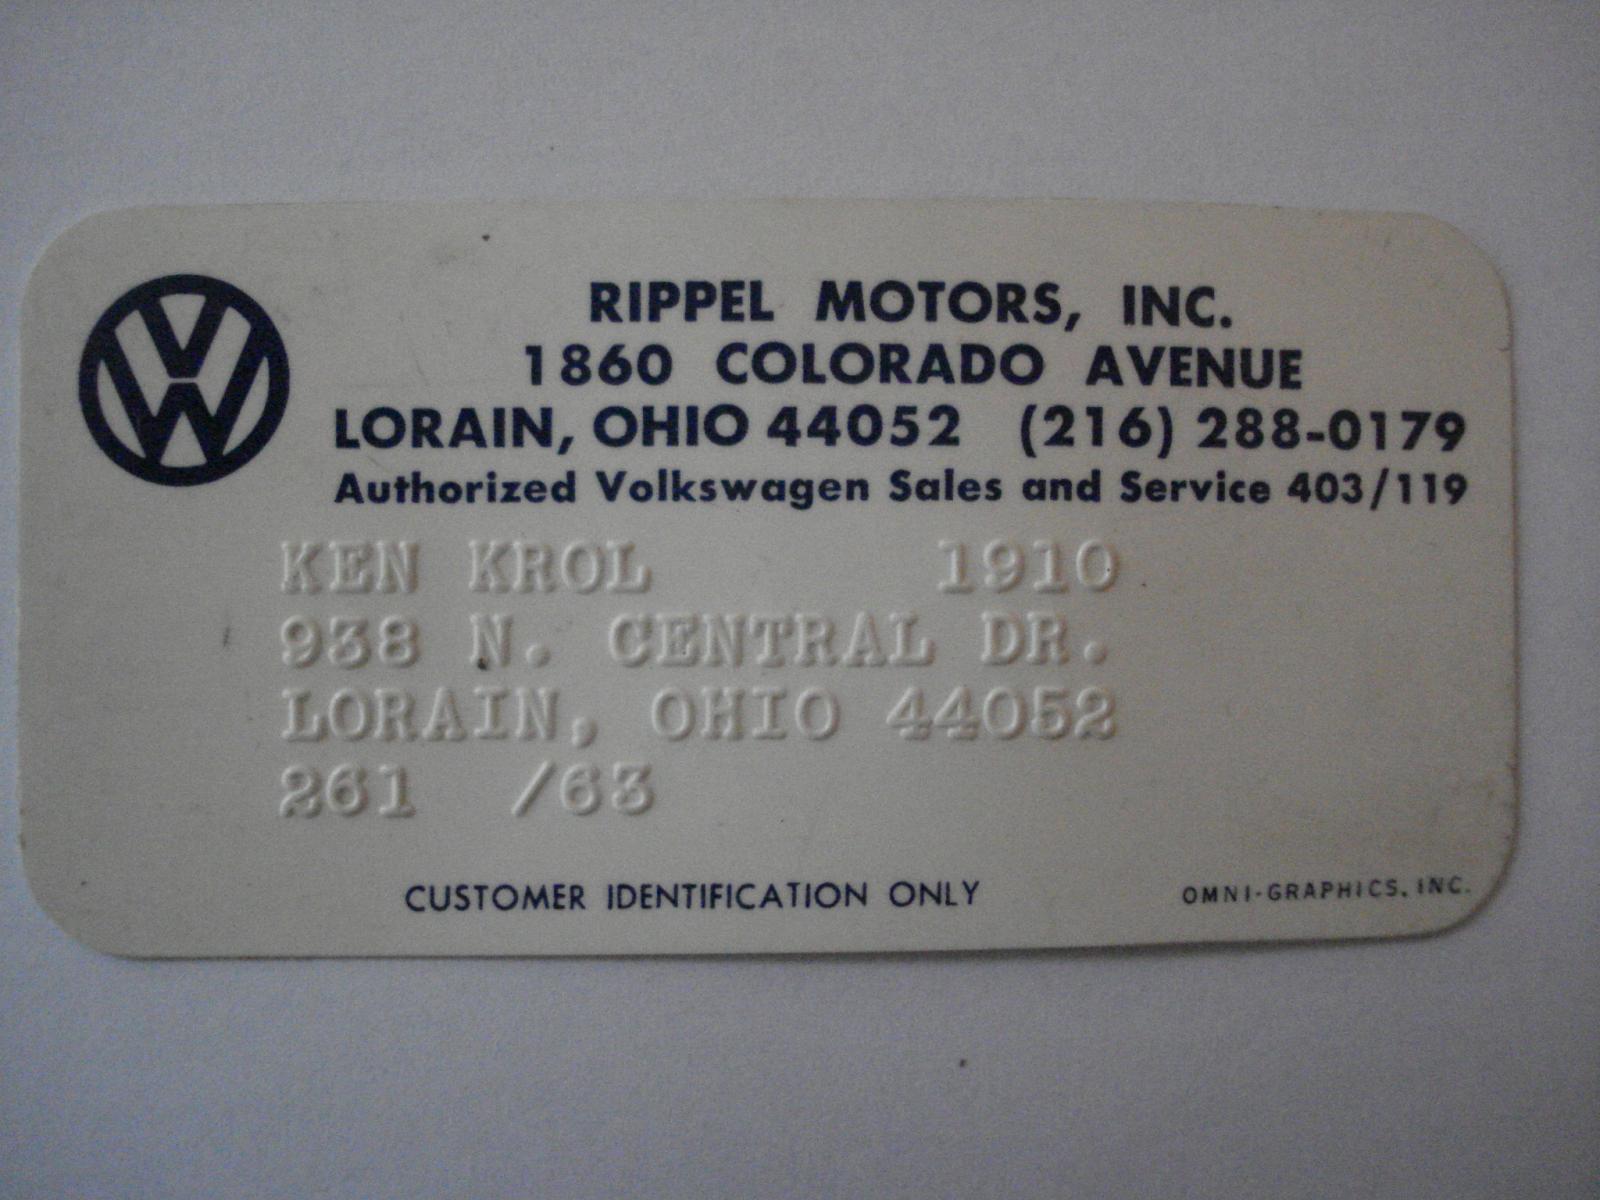 RIPPEL MOTORS, INC.
1860 COLORADO AVENUE
LORAIN, OHIO 44052 (216) 288-0179
Authorized Volkswagen Sales and Service 403/119
KEN KROL 1910
938 N. CENTRAL DR.
LORAIN, OHIO 44052
261 /63
CUSTOMER IDENTIFICATION ONLY
OMNI-GRAPHICS, INC.